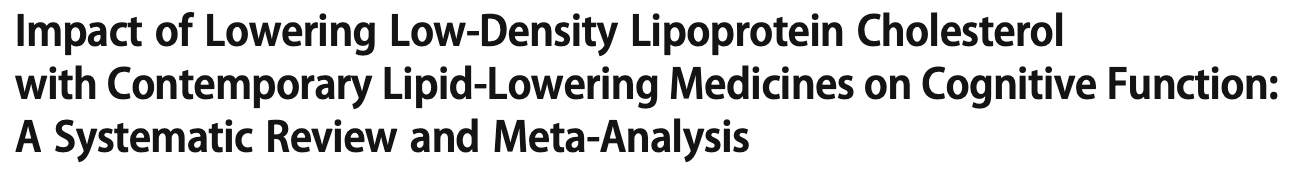 Impact of Lowering Low-Density Lipoprotein Cholesterol
with Contemporary Lipid-Lowering Medicines on Cognitive Function:
A Systematic Review and Meta-Analysis